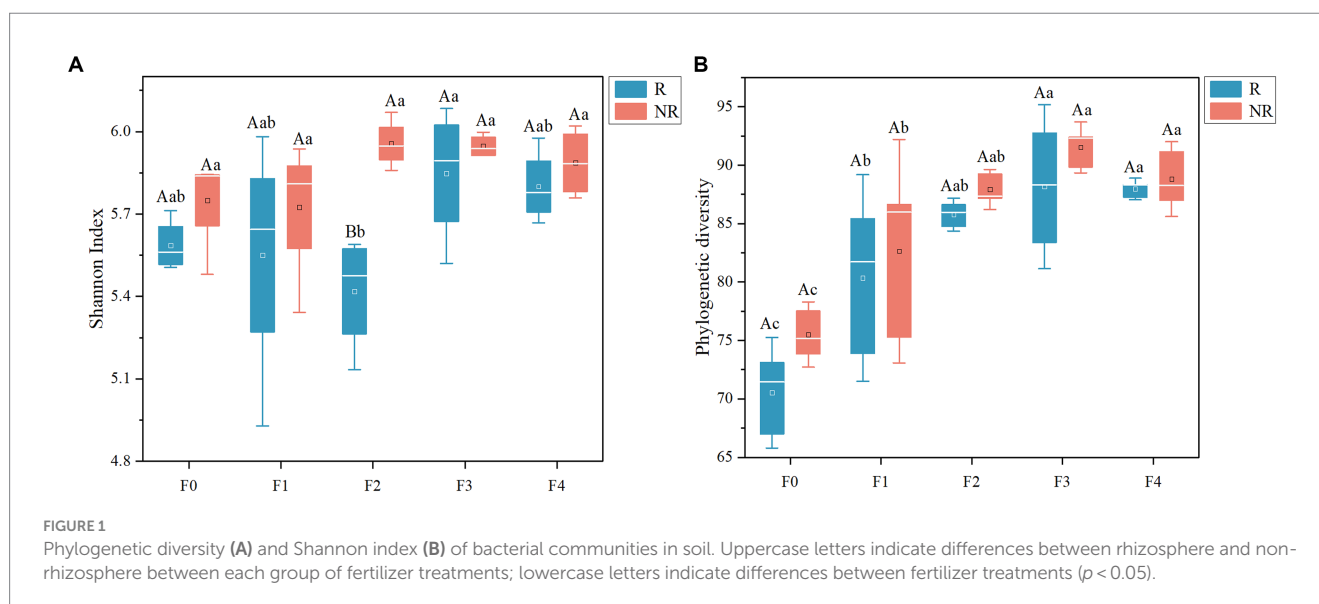 A
B
R
NR
R
NR
Shannon Index
6.0
5.7
5.4
5.1
4.8
Aab
Aa
Aab
Aa
Bb
Aa
Aa
Aa
Aab
Aa
F0 F1 F2 F3 F4
Phylogenetic diversity
95
90
85
80
75
70
65
Ac
Ac
Ab
Ab
Aab
Aab
Aa
Aa
Aa
Aa
F0 F1 F2 F3 F4
FIGURE 1
Phylogenetic diversity (A) and Shannon index (B) of bacterial communities in soil. Uppercase letters indicate differences between rhizosphere and non-
rhizosphere between each group of fertilizer treatments; lowercase letters indicate differences between fertilizer treatments (p < 0.05).